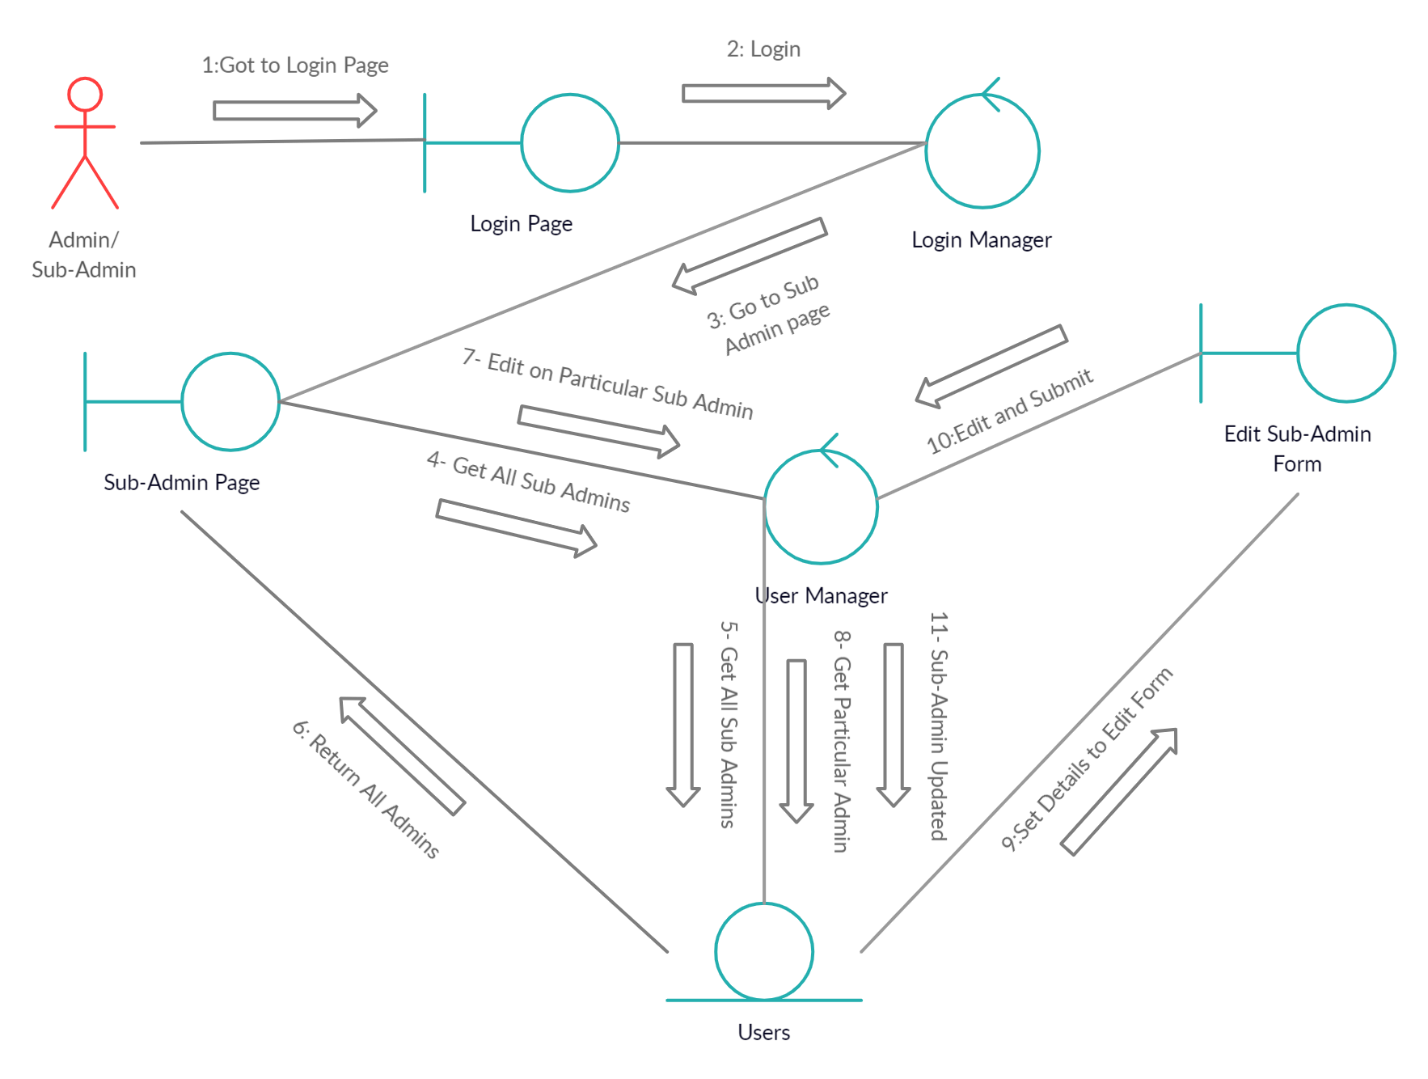 1:Got to Login Page
2: Login
Login Page
Login Manager
Admin/
Sub-Admin
3: Go to Sub
Admin page
7- Edit on Particular Sub Admin
10:Edit and Submit
Edit Sub-Admin
Form
4- Get All Sub Admins
Sub-Admin Page
User Manager
5- Get All Sub Admins
8- Get Particular Admin
11- Sub-Admin Updated
6: Return All Admins
9:Set Details to Edit Form
Users